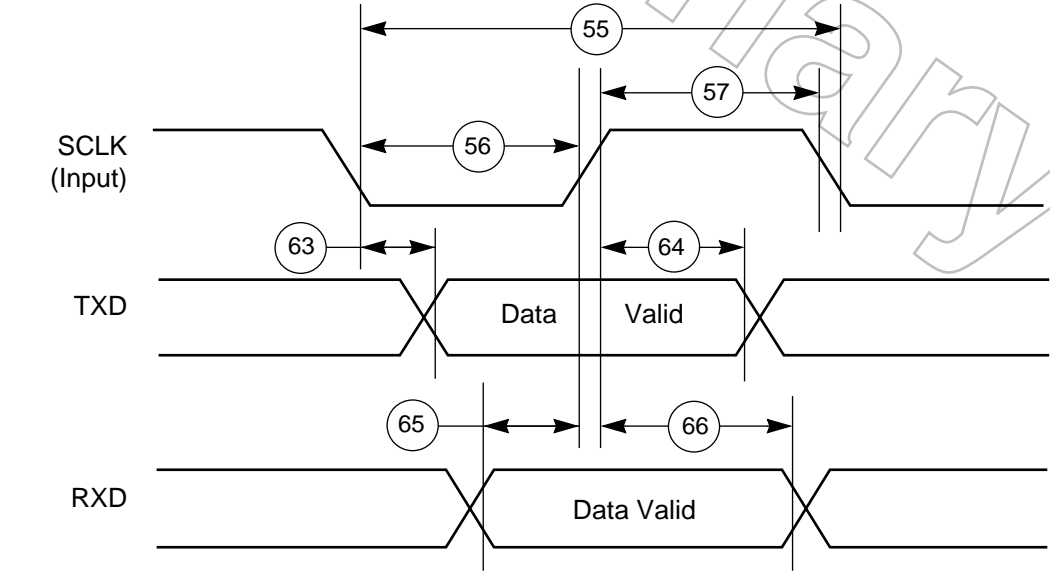 55
57
SCLK
(Input)
56
63
64
TXD
Data Valid
65
66
RXD
Data Valid